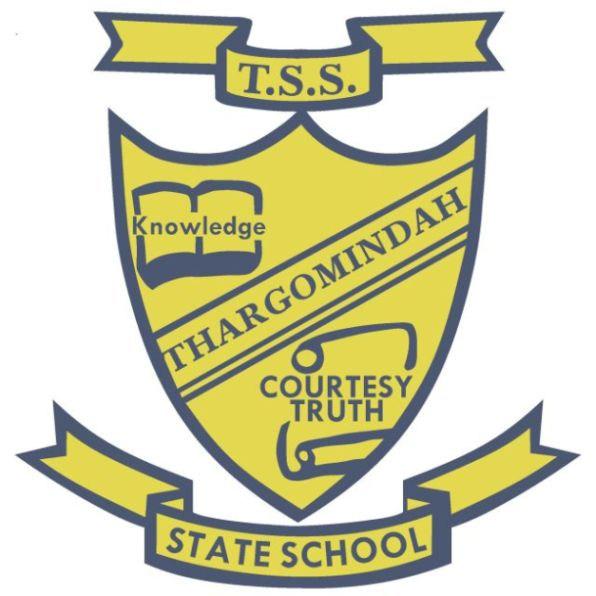 T.S.S.
Knowledge
THARGOMINDAH
COURTESY
TRUTH
STATE SCHOOL